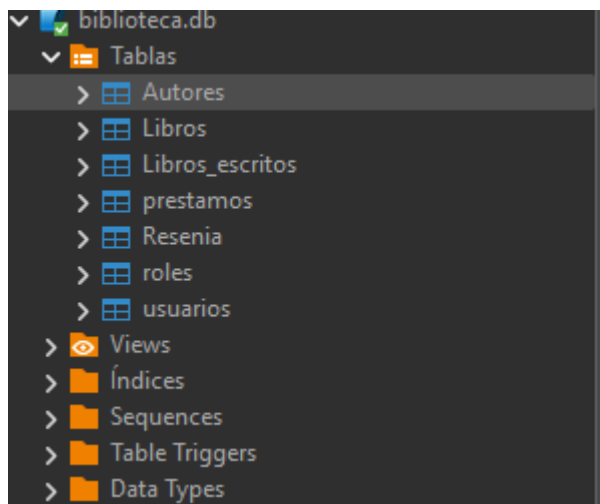 biblioteca.db
Tablas
Autores
Libros
Libros_escritos
prestamos
Resenia
roles
usuarios
Views
Índices
Sequences
Table Triggers
Data Types